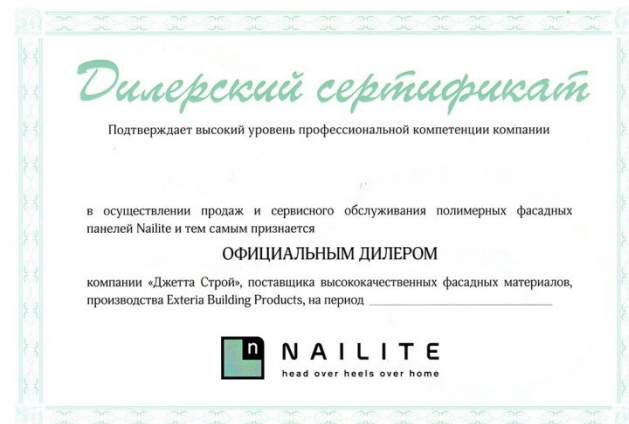 Дилерский сертификат
Подтверждает высокий уровень профессиональной компетенции компании
в осуществлении продаж и сервисного обслуживания полимерных фасадных
панелей Nailite и тем самым признается
ОФИЦИАЛЬНЫМ ДИЛЕРОМ
компании «Джетта Строй», поставщика высококачественных фасадных материалов,
производства Exteria Building Products, на период
n NAILITE
head over heels over home